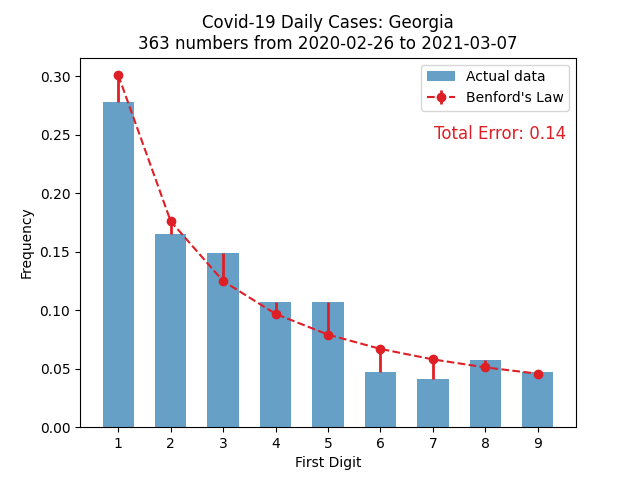 Covid-19 Daily Cases: Georgia
363 numbers from 2020-02-26 to 2021-03-07
Actual data
Benford's Law
Total Error: 0.14
0.30
0.25
0.20
0.15
0.10
0.05
0.00
Frequency
1 2 3 4 5 6 7 8 9
First Digit